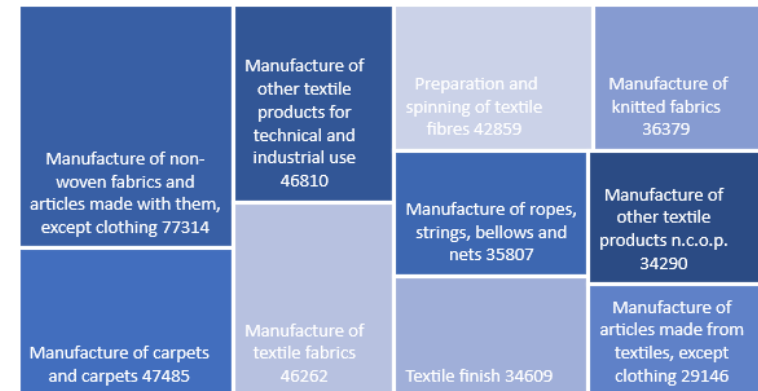 Manufacture of non-
woven fabrics and
articles made with them,
except clothing 77314
Manufacture of carpets
and carpets 47485
Manufacture of
other textile
products for
technical and
industrial use
46810
Manufacture of
textile fabrics
46262
Preparation and
spinning of textile
fibres 42859
Manufacture of
knitted fabrics
36379
Manufacture of ropes,
strings, bellows and
nets 35807
Textile finish 34609
Manufacture of
other textile
products n.c.o.p.
34290
Manufacture of
articles made from
textiles, except
clothing 29146